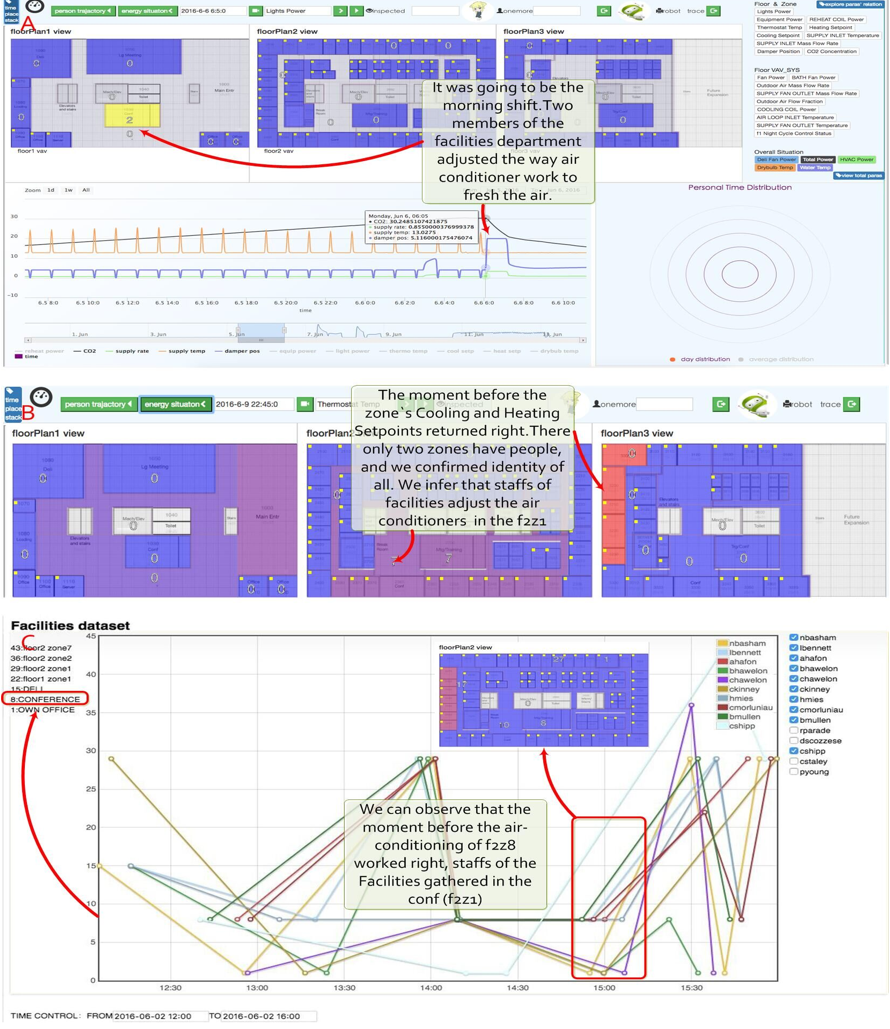 A
time place stack
person trajectory
energy situation
2016-6-6 6:5:0
Lights Power
inspected
robot trace
explore paras' relation
floorPlan1 view
floorPlan2 view
floorPlan3 view
Floor & Zone
Lights Power
Equipment Power REHEAT COIL Power
Thermostat Temp Heating Setpoint
Cooling Setpoint SUPPLY INLET Temperature
SUPPLY INLET Mass Flow Rate
Damper Position CO2 Concentration
Floor VAV_SYS
Fan Power BATH Fan Power
Outdoor Air Mass Flow Rate
SUPPLY FAN OUTLET Mass Flow Rate
Outdoor Air Flow Fraction
COOLING COIL Power
AIR LOOP INLET Temperature
SUPPLY FAN OUTLET Temperature
f1 Night Cycle Control Status
Overall Situation
Deli Fan Power Total Power HVAC Power
Drybulb Temp Water Temp
view total paras
Main Entr
Future Expansion
floor1 vav
floor2 vav
It was going to be the
morning shift.Two
members of the
facilities department
adjusted the way air
conditioner work to
fresh the air.
Zoom 1d 1w All
Monday, Jun 6, 06:05
CO2: 30.2485107421875
supply rate: 0.8550000376999378
supply temp: 13.0275
damper pos: 5.116000175476074
30
20
10
0
-10
6.5 8:0 6.5 10:0 6.5 12:0 6.5 14:0 6.5 16:0 6.5 18:0 6.5 20:0 6.5 22:0 6.6 0:0 6.6 2:0 6.6 4:0 6.6 6:0 6.6 8:0 6.6 10:0
time
1. Jun 3. Jun 5. Jun 7. Jun 9. Jun 11. Jun
reheat power CO2 supply rate supply temp damper pos equip power light power thermo temp cool setp heat setp drybulb temp
time
Personal Time Distribution
day distribution average distribution
B
time place stack
person trajectory
energy situaton
2016-6-9 22:45:0
Thermostat Temp
onemore
robot trace
floorPlan1 view
floorPlan2
floorPlan3 view
Lg Meeting
Deli
Mech/Elev
Toilet
Main Entr
Elevators and stairs
Conf
Office
Future Expansion
The moment before the
zone`s Cooling and Heating
Setpoints returned right.There
only two zones have people,
and we confirmed identity of
all. We infer that staffs of
facilities adjust the air
conditioners in the f2z1
Facilities dataset
C
43:floor2 zone7
36:floor2 zone2
29:floor2 zone1
22:floor1 zone1
15:DELI
8:CONFERENCE
1:OWN OFFICE
45
40
35
30
25
20
15
10
5
0
12:30 13:00 13:30 14:00 14:30 15:00 15:30
floorPlan2 view
nbasham
lbennett
ahafon
bhawelon
chawelon
ckinney
hmies
cmorluniau
bmullen
cshipp
nbasham
lbennett
ahafon
bhawelon
chawelon
ckinney
hmies
cmorluniau
bmullen
rparade
dscozzese
cshipp
cstaley
pyoung
We can observe that the
moment before the air-
conditioning of f2z8
worked right, staffs of the
Facilities gathered in the
conf (f2z1)
TIME CONTROL: FROM 2016-06-02 12:00 TO 2016-06-02 16:00